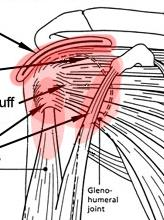 uff
Gleno-
humeral
joint